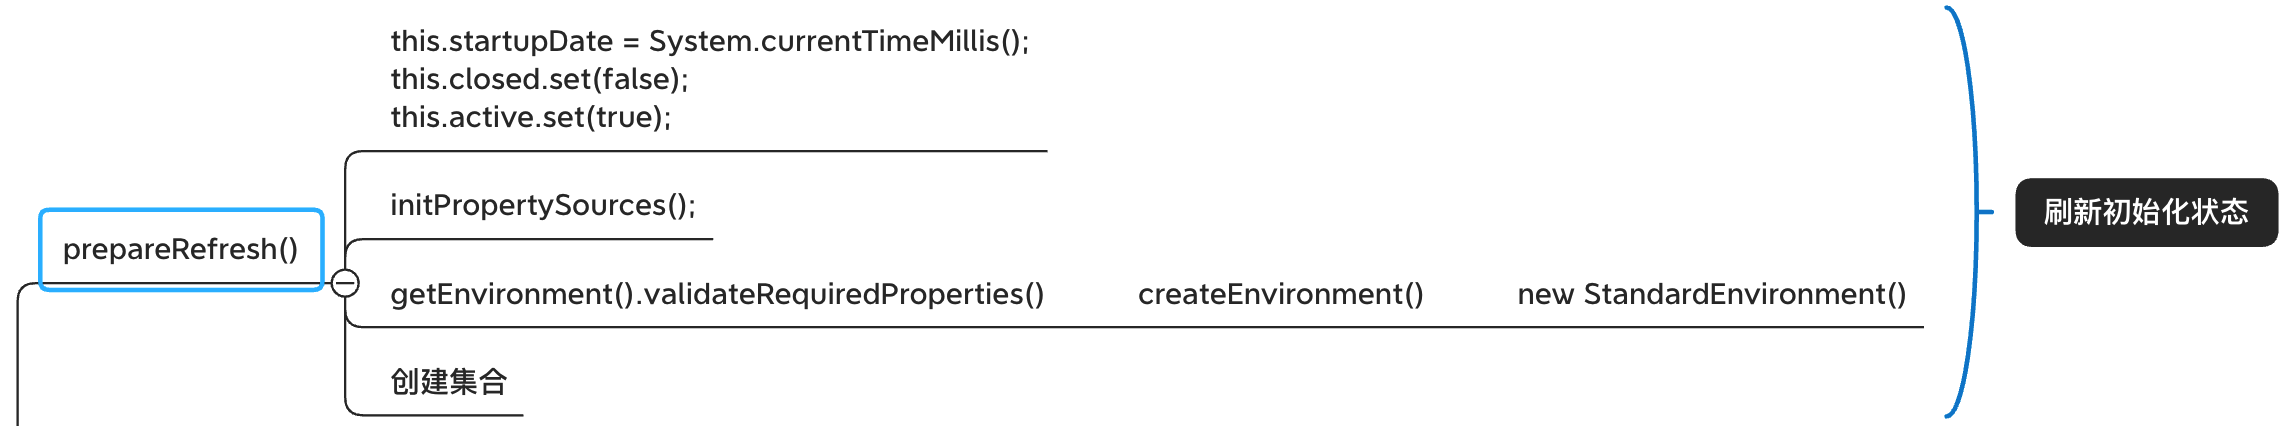 this.startupDate = System.currentTimeMillis();
this.closed.set(false);
this.active.set(true);
initPropertySources();
prepareRefresh()
getEnvironment().validateRequiredProperties() createEnvironment() new StandardEnvironment()
创建集合
刷新初始化状态